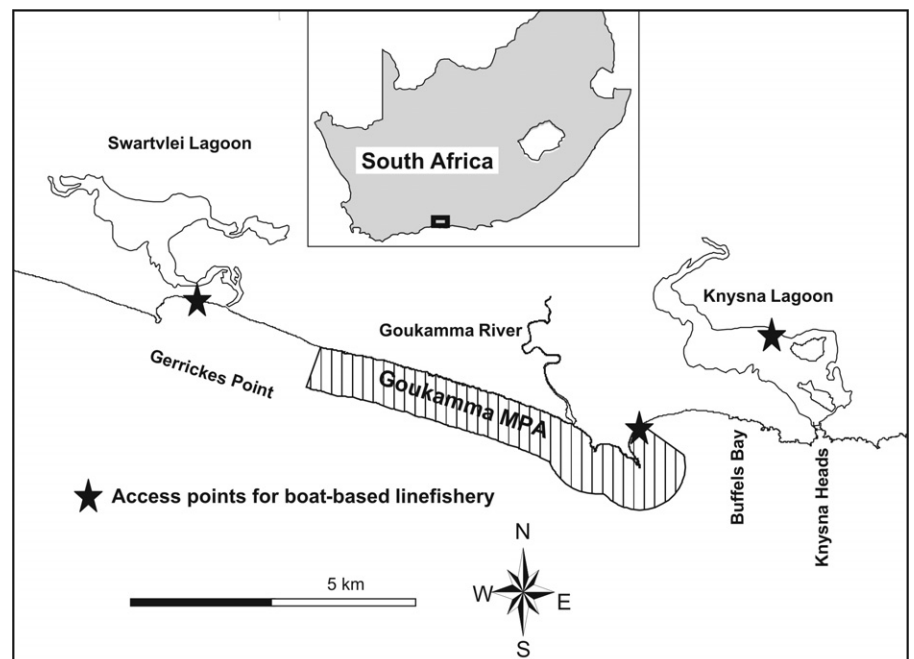 Swartvlei Lagoon
South Africa
Knysna Lagoon
Goukamma River
Gerrickes Point
Goukamma MPA
Buffels Bay
Knysna Heads
Access points for boat-based linefishery
5 km
N
W
E
S